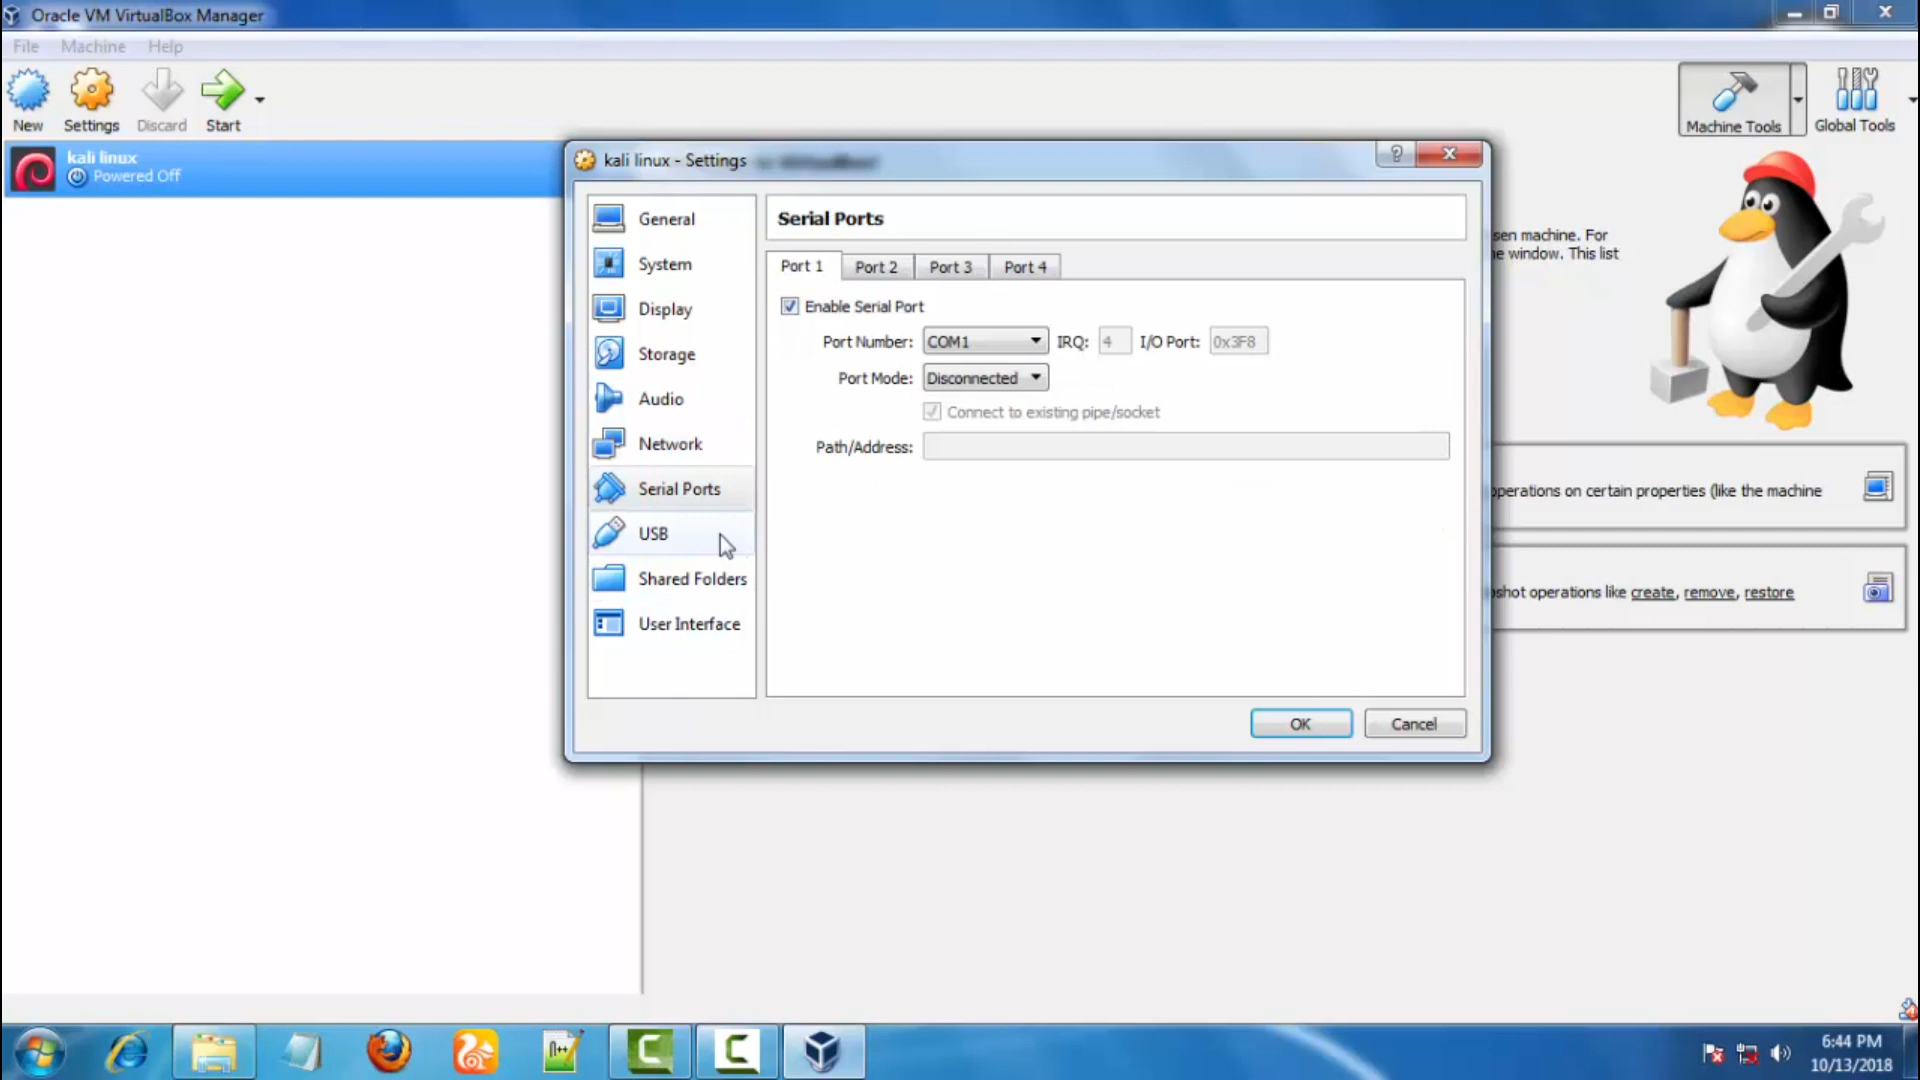 Oracle VM VirtualBox Manager
File Machine Help
New Settings Discard Start
Machine Tools Global Tools
kali linux
Powered Off
kali linux - Settings
General
System
Display
Storage
Audio
Network
Serial Ports
USB
Shared Folders
User Interface
Serial Ports
Port 1 Port 2 Port 3 Port 4
Enable Serial Port
Port Number: COM1 IRQ: 4 I/O Port: 0x3F8
Port Mode: Disconnected
Connect to existing pipe/socket
Path/Address:
OK Cancel
sen machine. For
e window. This list
operations on certain properties (like the machine
shot operations like create, remove, restore
6:44 PM
10/13/2018